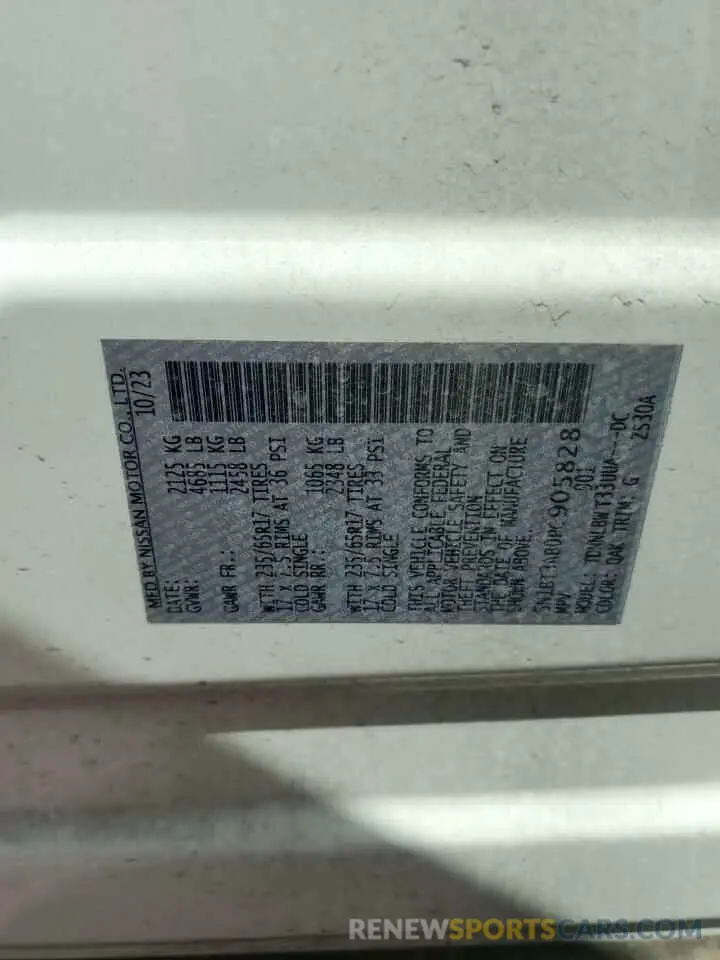 MFD BY NISSAN MOTOR CO., LTD.
DATE: 10/23
GVWR: 2125 KG
4685 LB
GAWR FR.: 1115 KG
2458 LB
WITH 235/65R17 TIRES
17 X 7.5 RIMS AT 36 PSI
COLD SINGLE
GAWR RR.: 1065 KG
2348 LB
WITH 235/65R17 TIRES
17 X 7.5 RIMS AT 33 PSI
COLD SINGLE
THIS VEHICLE CONFORMS TO
ALL APPLICABLE FEDERAL
MOTOR VEHICLE SAFETY AND
THEFT PREVENTION
STANDARDS IN EFFECT ON
THE DATE OF MANUFACTURE
SHOWN ABOVE.
MPV 001
MODEL:
COLOR: QAK TRIM: G 2530A
RENEWSPORTSCARS.COM